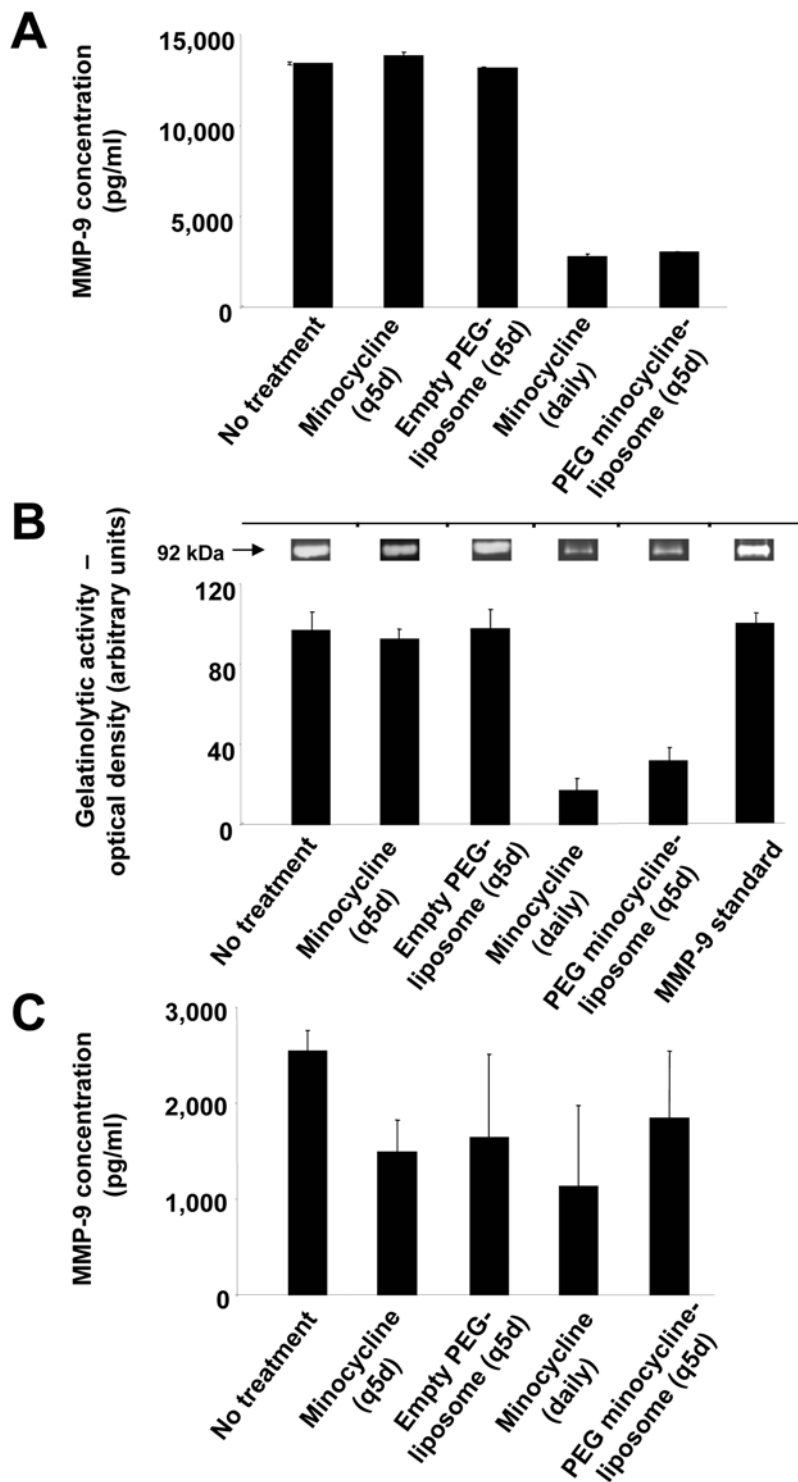 A
MMP-9 concentration
(pg/ml)
15,000
10,000
5,000
0
No treatment
Minocycline
(q5d)
Empty PEG-
liposome (q5d)
Minocycline
(daily)
PEG minocycline-
liposome (q5d)
B
Gelatinolytic activity –
optical density (arbitrary units)
92 kDa
120
80
40
0
No treatment
Minocycline
(q5d)
Empty PEG-
liposome (q5d)
Minocycline
(daily)
PEG minocycline-
liposome (q5d)
MMP-9 standard
C
MMP-9 concentration
(pg/ml)
3,000
2,000
1,000
0
No treatment
Minocycline
(q5d)
Empty PEG-
liposome (q5d)
Minocycline
(daily)
PEG minocycline-
liposome (q5d)